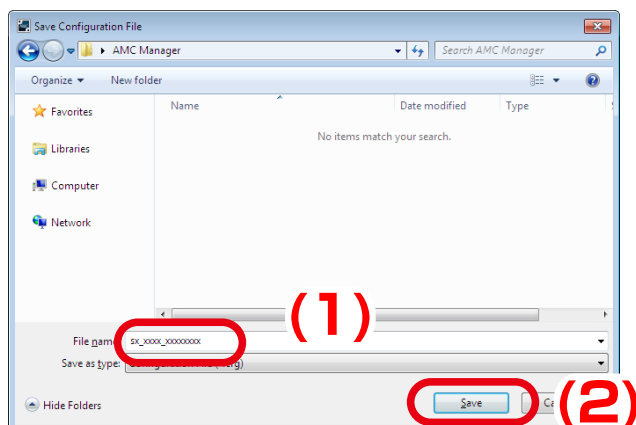 Save Configuration File
AMC Manager
Search AMC Manager
Organize
New folder
Name
Date modified
Type
Favorites
No items match your search.
Libraries
Computer
Network
(1)
File name:
sx_xxxx_xxxxxxxx
Save as type:
Hide Folders
Save
(2)